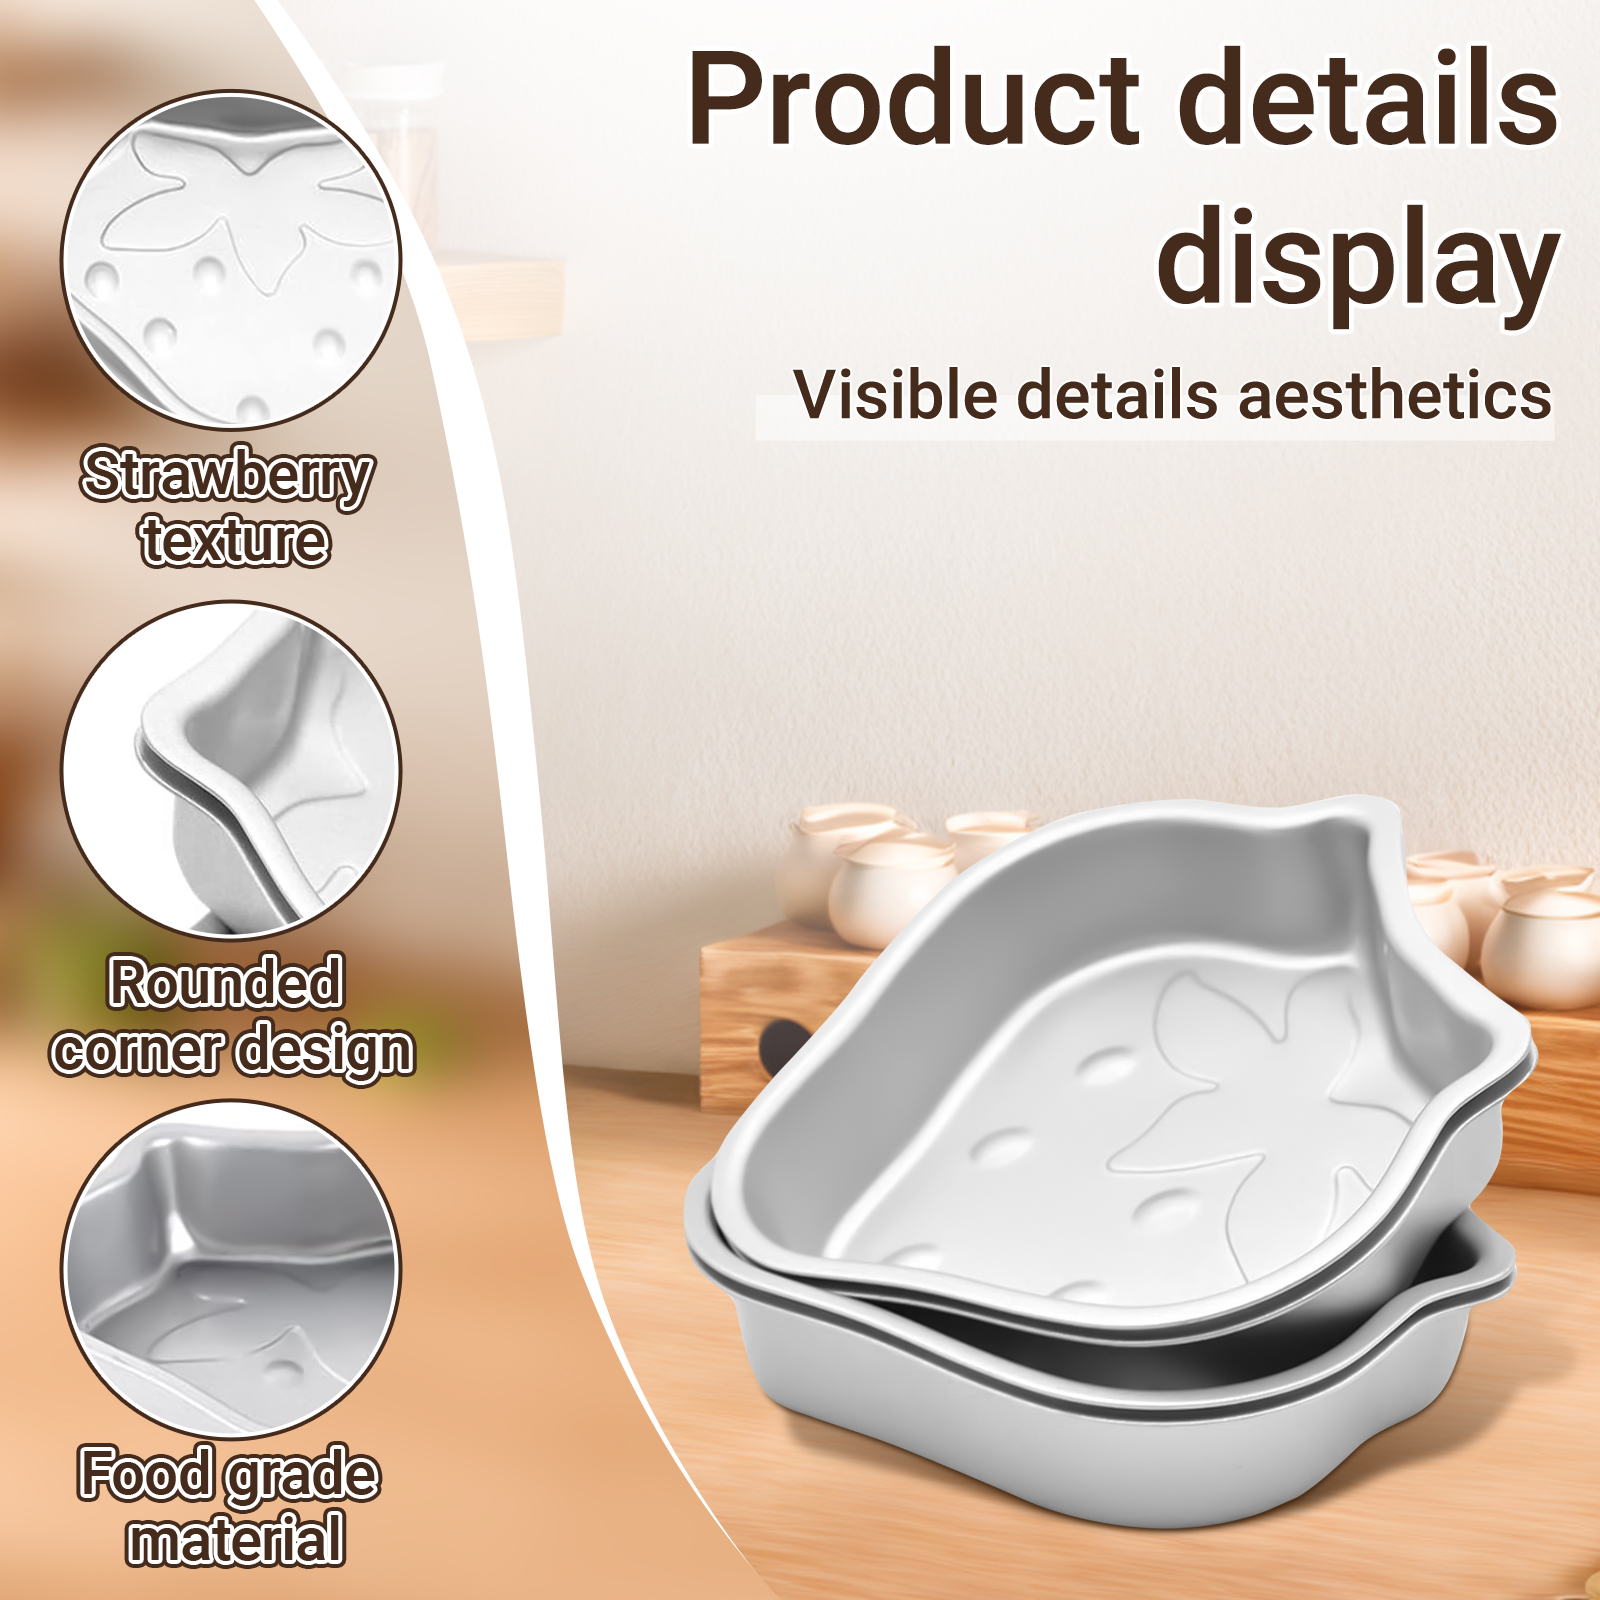 Product details
display
Visible details aesthetics
Strawberry
texture
Rounded
corner design
Food grade
material